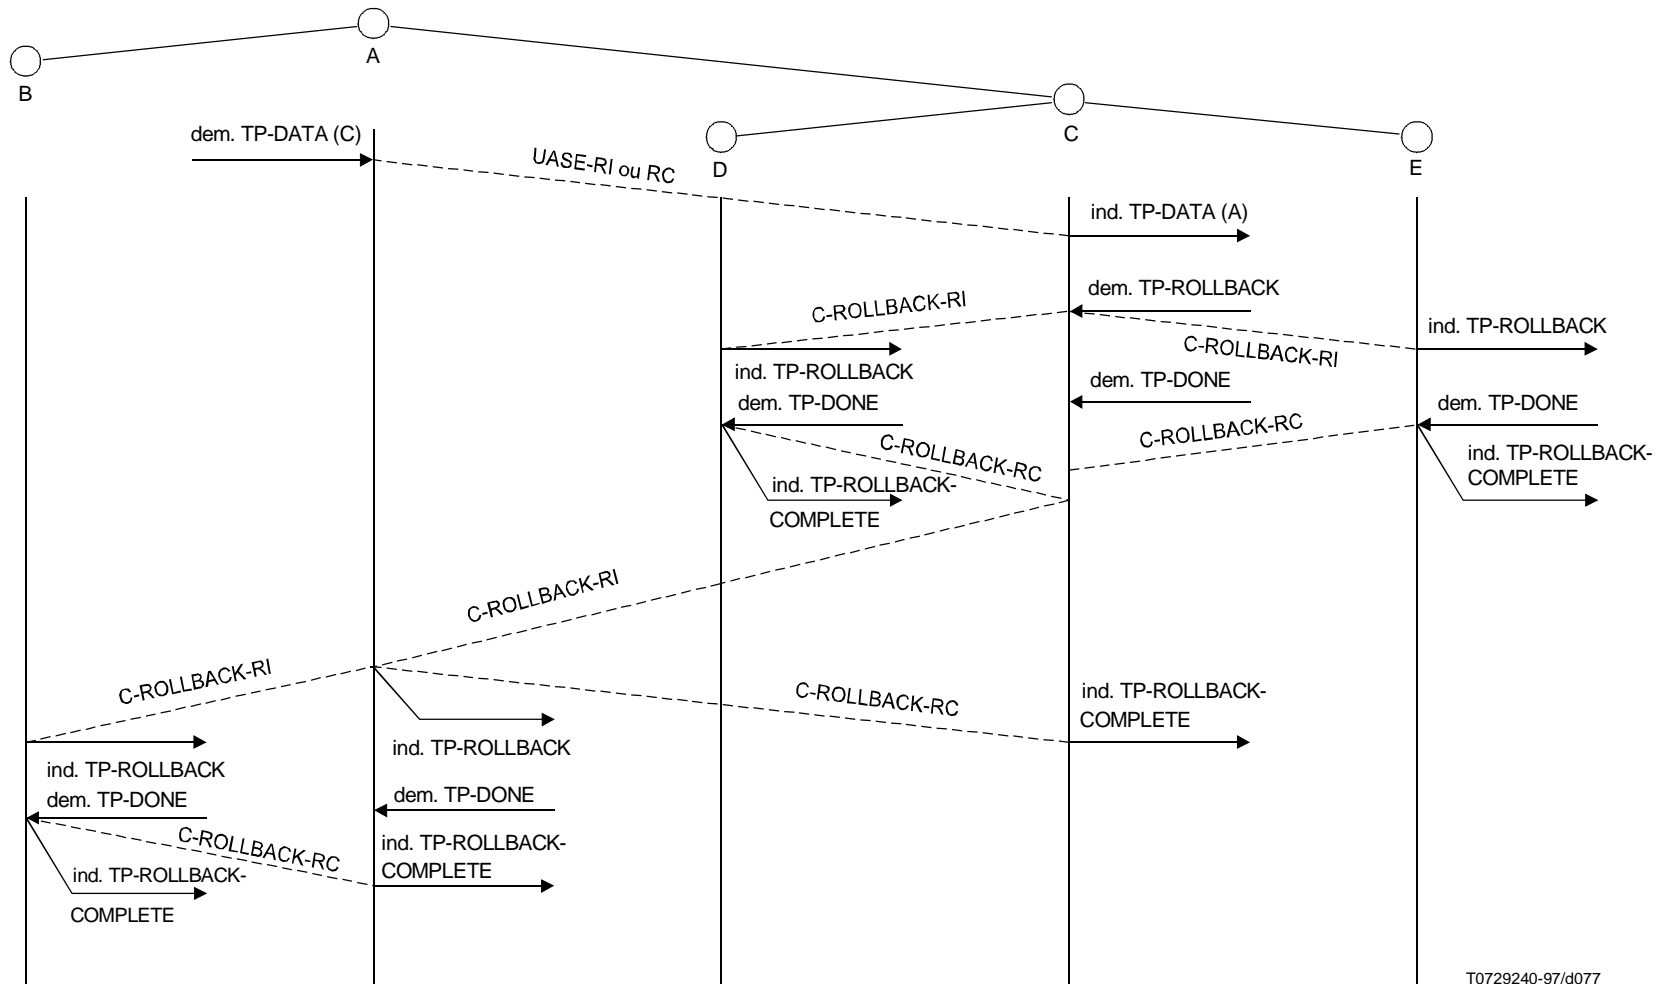 A
B
C
dem. TP-DATA (C)
D
E
UASE-RI ou RC
ind. TP-DATA (A)
dem. TP-ROLLBACK
C-ROLLBACK-RI
ind. TP-ROLLBACK
C-ROLLBACK-RI
ind. TP-ROLLBACK
dem. TP-DONE
dem. TP-DONE
dem. TP-DONE
C-ROLLBACK-RC
C-ROLLBACK-RC
ind. TP-ROLLBACK-
COMPLETE
ind. TP-ROLLBACK-
COMPLETE
C-ROLLBACK-RI
C-ROLLBACK-RI
C-ROLLBACK-RC
ind. TP-ROLLBACK-
COMPLETE
ind. TP-ROLLBACK
ind. TP-ROLLBACK
dem. TP-DONE
dem. TP-DONE
C-ROLLBACK-RC
ind. TP-ROLLBACK-
COMPLETE
ind. TP-ROLLBACK-
COMPLETE
T0729240-97/d077